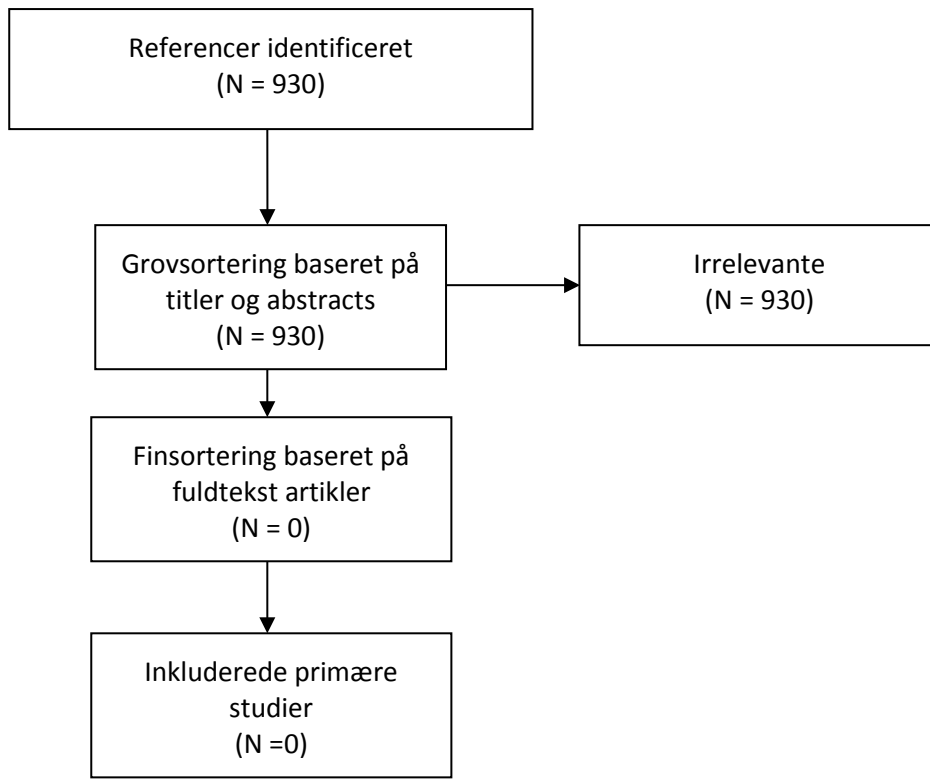 Referencer identificeret
(N = 930)
Grovsortering baseret på
titler og abstracts
(N = 930)
Irrelevante
(N = 930)
Finsortering baseret på
fuldtekst artikler
(N = 0)
Inkluderede primære
studier
(N =0)